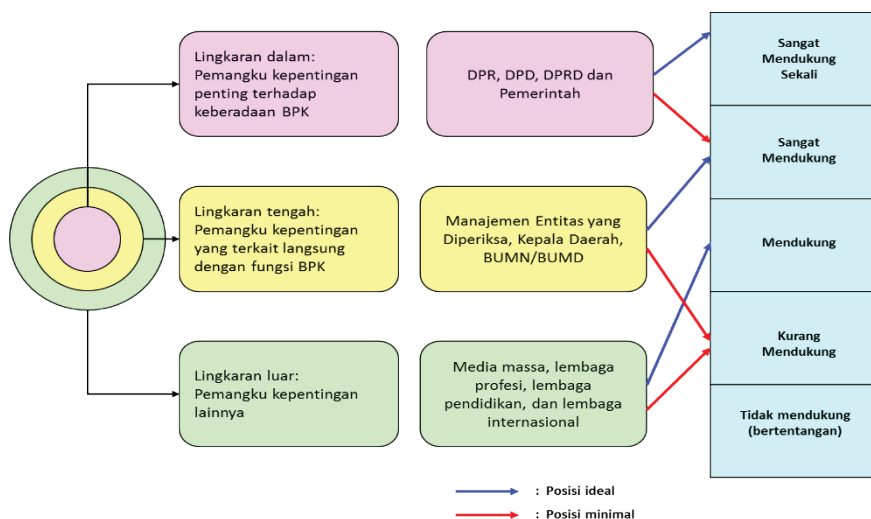 Lingkaran dalam:
Pemangku kepentingan
penting terhadap
keberadaan BPK
DPR, DPD, DPRD dan
Pemerintah
Sangat
Mendukung
Sekali
Sangat
Mendukung
Lingkaran tengah:
Pemangku kepentingan
yang terkait langsung
dengan fungsi BPK
Manajemen Entitas yang
Diperiksa, Kepala Daerah,
BUMN/BUMD
Mendukung
Kurang
Mendukung
Lingkaran luar:
Pemangku kepentingan
lainnya
Media massa, lembaga
profesi, lembaga
pendidikan, dan lembaga
internasional
Tidak mendukung
(bertentangan)
: Posisi ideal
: Posisi minimal